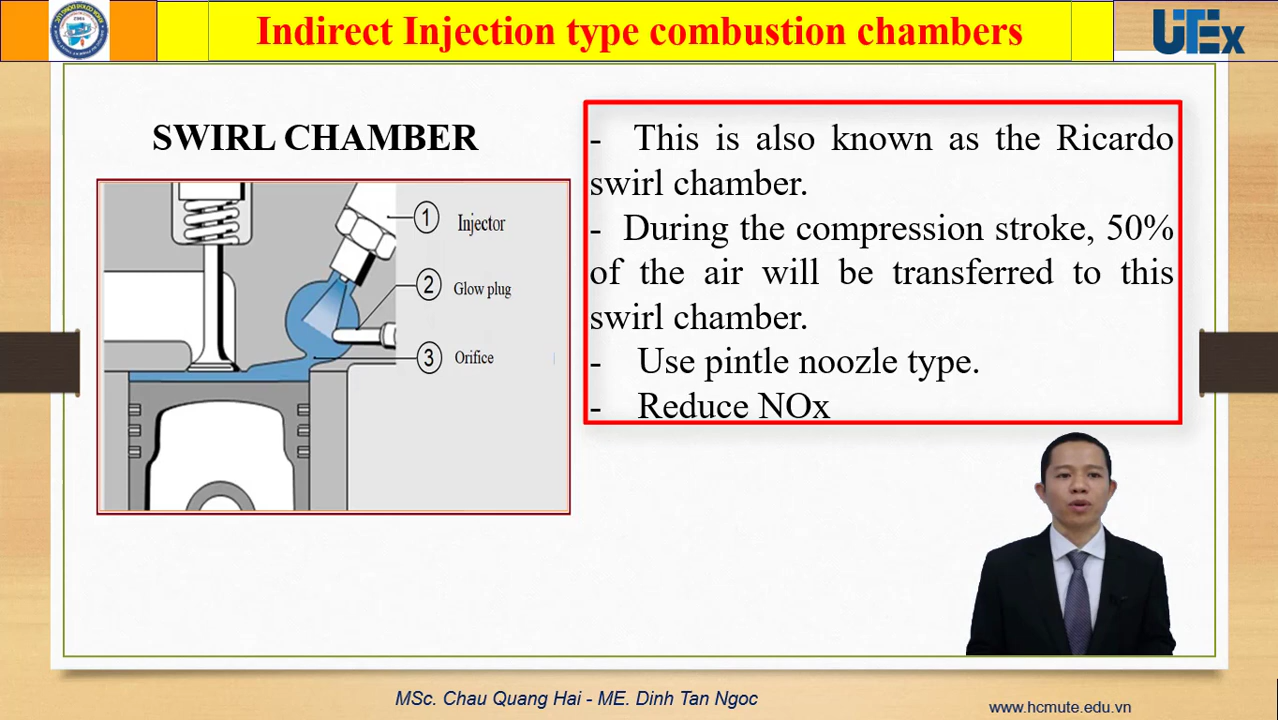 Indirect Injection type combustion chambers
UTEx
SWIRL CHAMBER
1 Injector
2 Glow plug
3 Orifice
- This is also known as the Ricardo
swirl chamber.
- During the compression stroke, 50%
of the air will be transferred to this
swirl chamber.
- Use pintle noozle type.
- Reduce NOx
MSc. Chau Quang Hai - ME. Dinh Tan Ngoc
www.hcmute.edu.vn